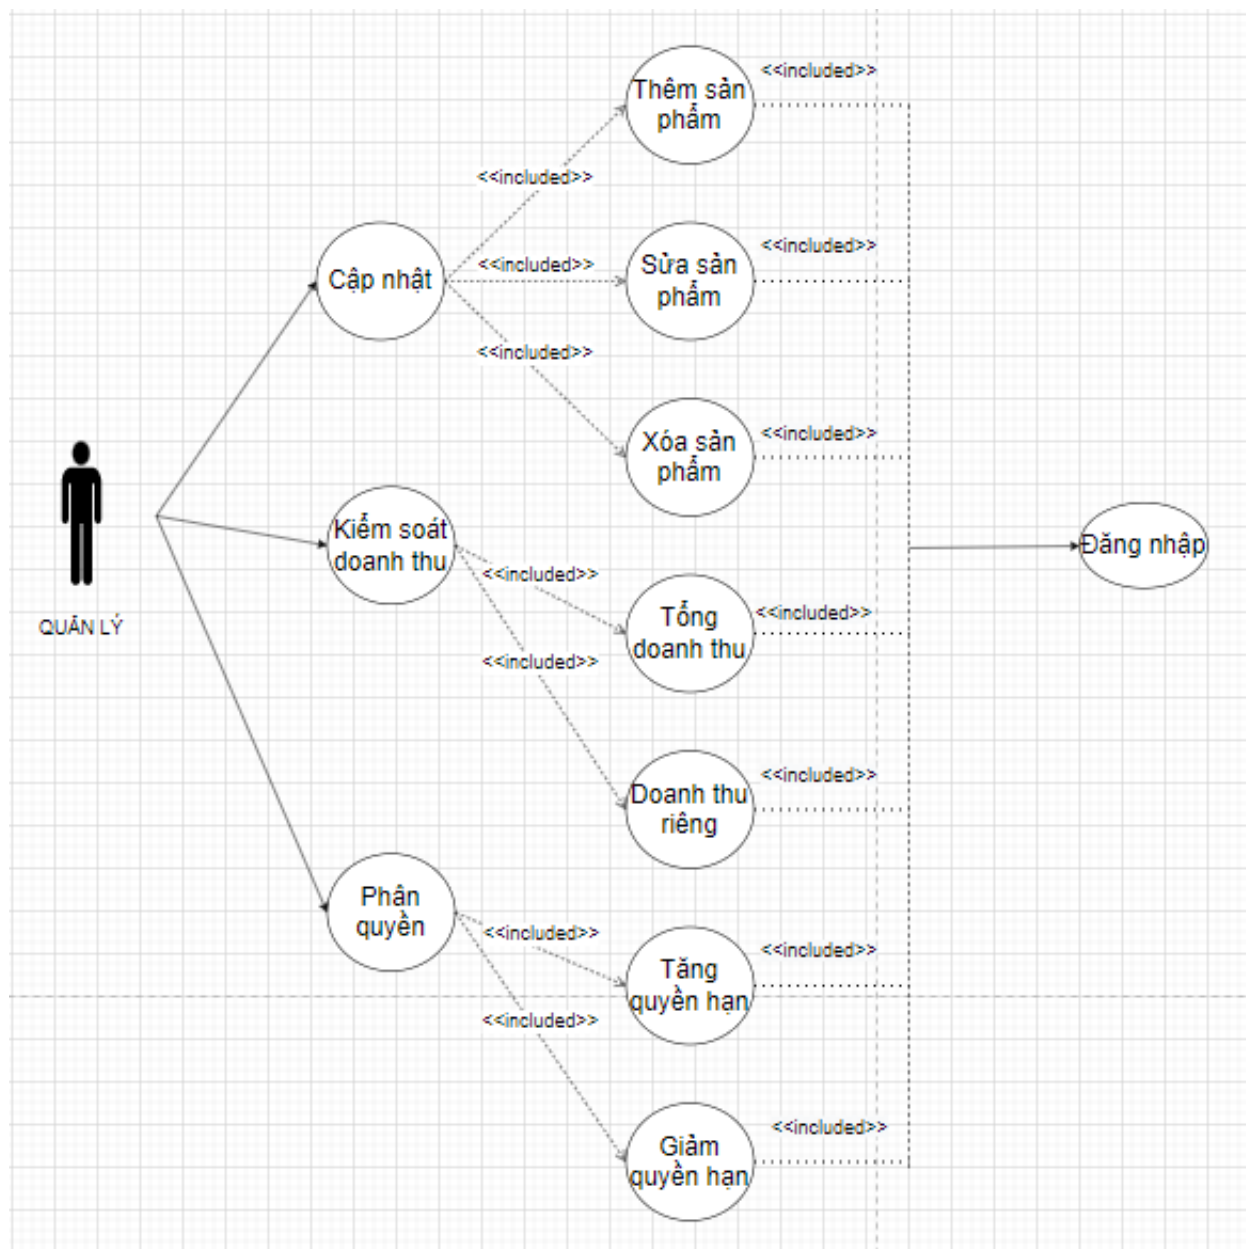 Thêm sản
phẩm
<<included>>
<<included>>
Cập nhật
<<included>>
Sửa sản
phẩm
<<included>>
<<included>>
Xóa sản
phẩm
<<included>>
QUẢN LÝ
Kiểm soát
doanh thu
<<included>>
Tổng
doanh thu
<<included>>
<<included>>
Doanh thu
riêng
<<included>>
Đăng nhập
Phân
quyền
<<included>>
Tăng
quyền hạn
<<included>>
<<included>>
Giảm
quyền hạn
<<included>>